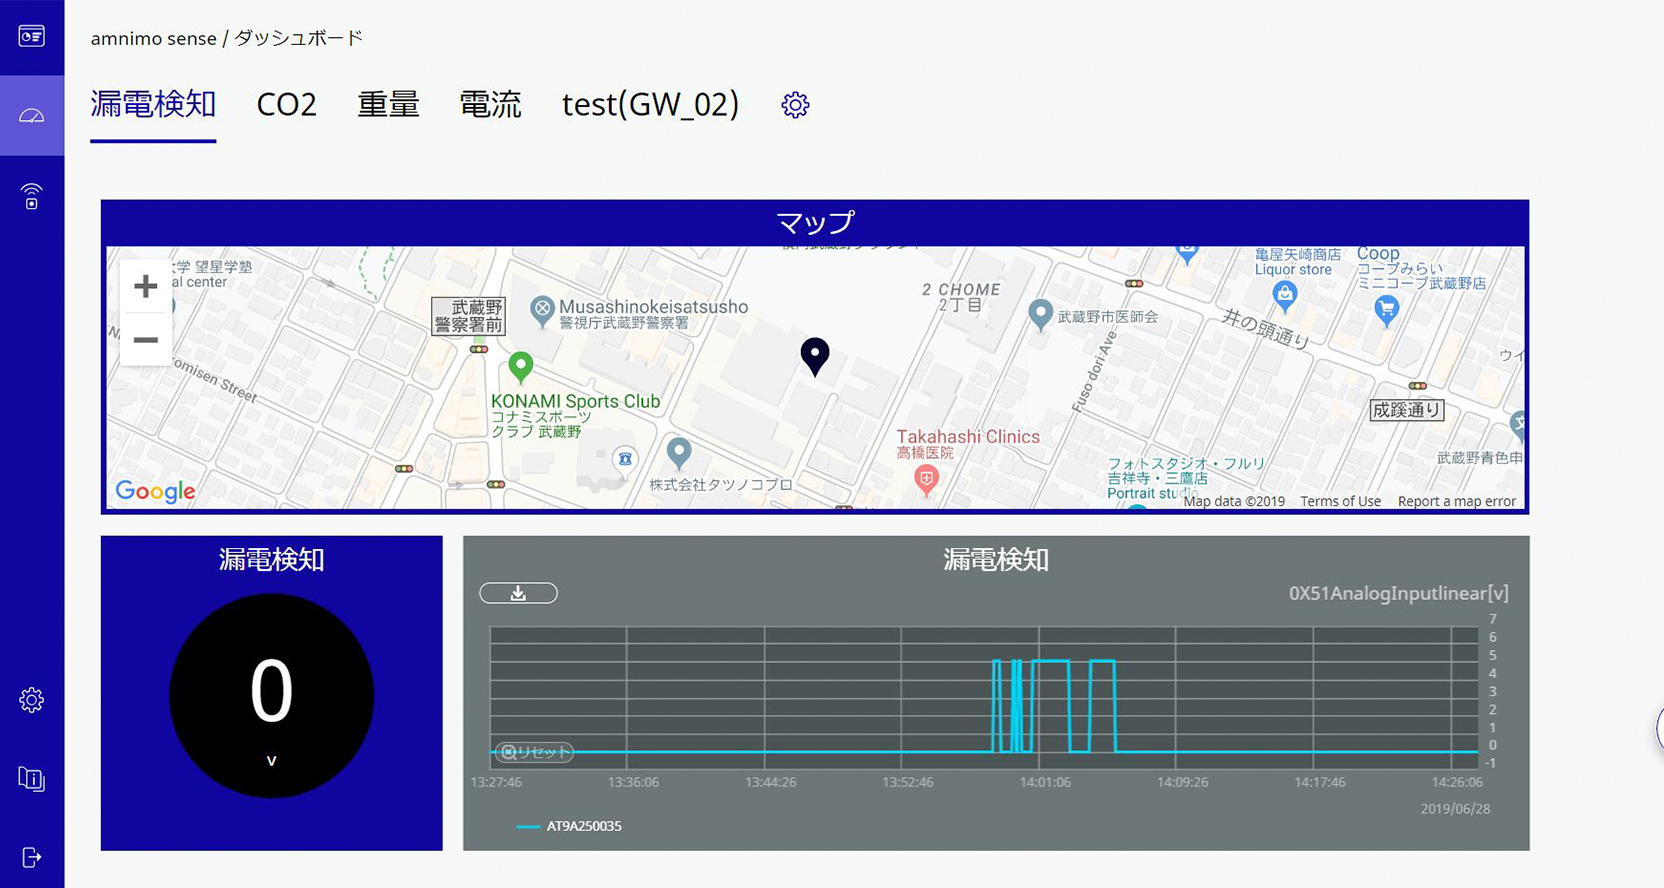 amnimo sense / ダッシュボード
漏電検知 CO2 重量 電流 test(GW_02)
マップ
学 望星学塾
al center
+
−
武蔵野
警察署前
Musashinokeisatsusho
警視庁武蔵野警察署
2 CHOME
2丁目
武蔵野市医師会
亀屋矢崎商店
Liquor store
Coop
コープみらい
ミニコープ武蔵野店
井の頭通り
ウイ
omisen Street
KONAMI Sports Club
コナミスポーツ
クラブ 武蔵野
Fuso dori Ave
成蹊通り
Takahashi Clinics
高橋医院
株式会社タツノコプロ
フォトスタジオ・フルリ
吉祥寺・三鷹店
Portrait studio
武蔵野青色申
Google
Map data ©2019 Terms of Use Report a map error
漏電検知
0
v
漏電検知
0X51AnalogInputlinear[v]
7
6
5
4
3
2
1
0
-1
リセット
13:27:46 13:36:06 13:44:26 13:52:46 14:01:06 14:09:26 14:17:46 14:26:06
2019/06/28
AT9A250035